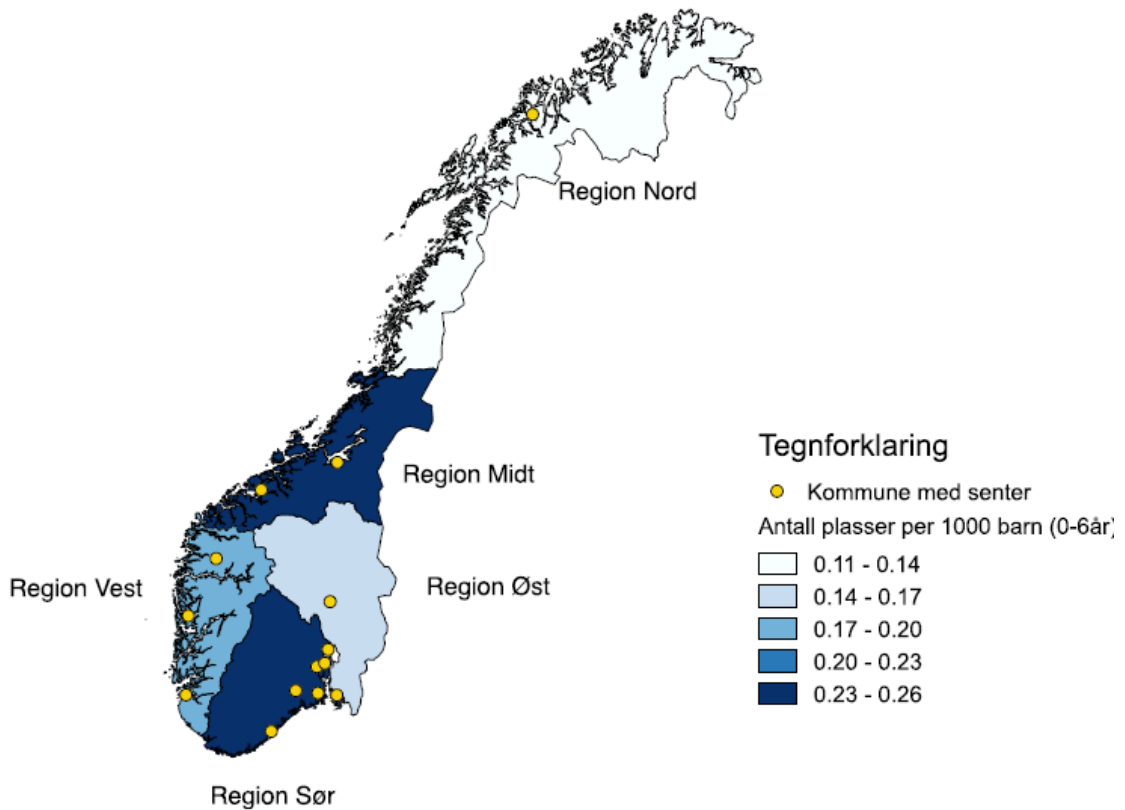 Region Nord
Region Midt
Region Vest
Region Øst
Region Sør
Tegnforklaring
Kommune med senter
Antall plasser per 1000 barn (0-6år)
0.11 - 0.14
0.14 - 0.17
0.17 - 0.20
0.20 - 0.23
0.23 - 0.26